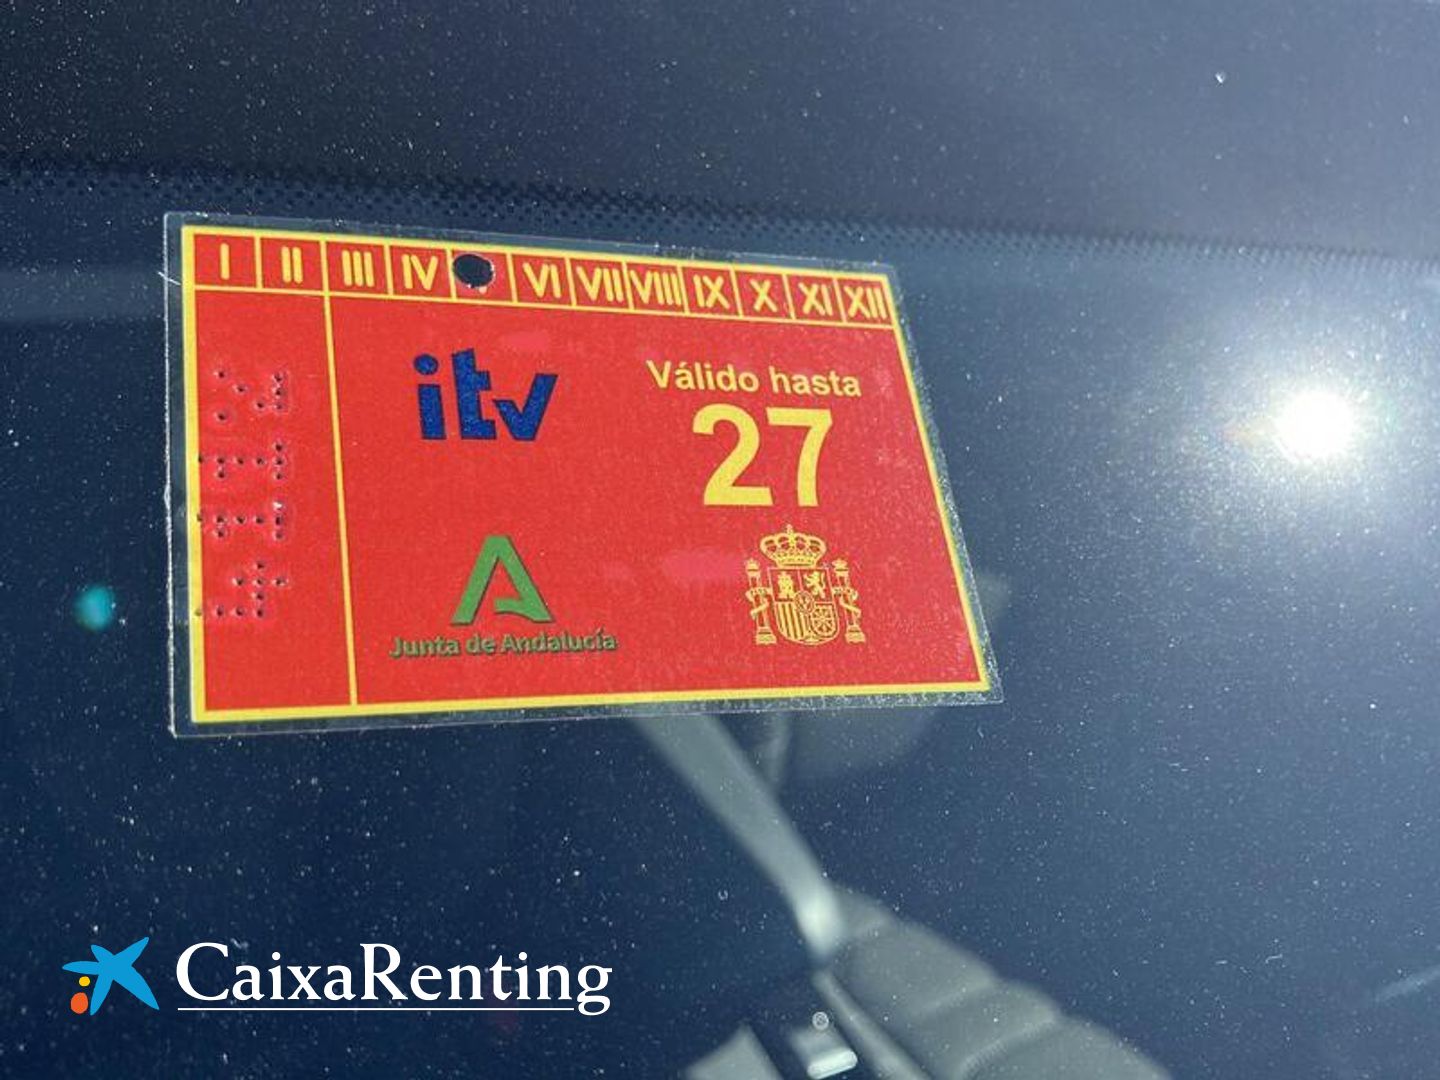 I II III IV VI VII VIII IX X XI XII
itv
Válido hasta
27
Junta de Andalucía
CaixaRenting